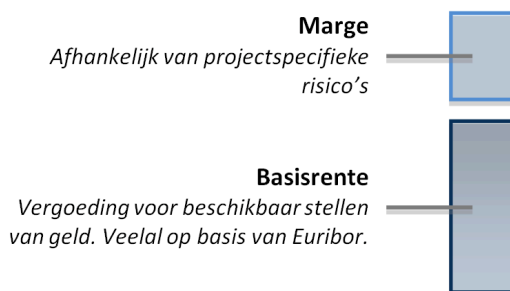 Marge
Afhankelijk van projectspecifieke
risico’s
Basisrente
Vergoeding voor beschikbaar stellen
van geld. Veelal op basis van Euribor.